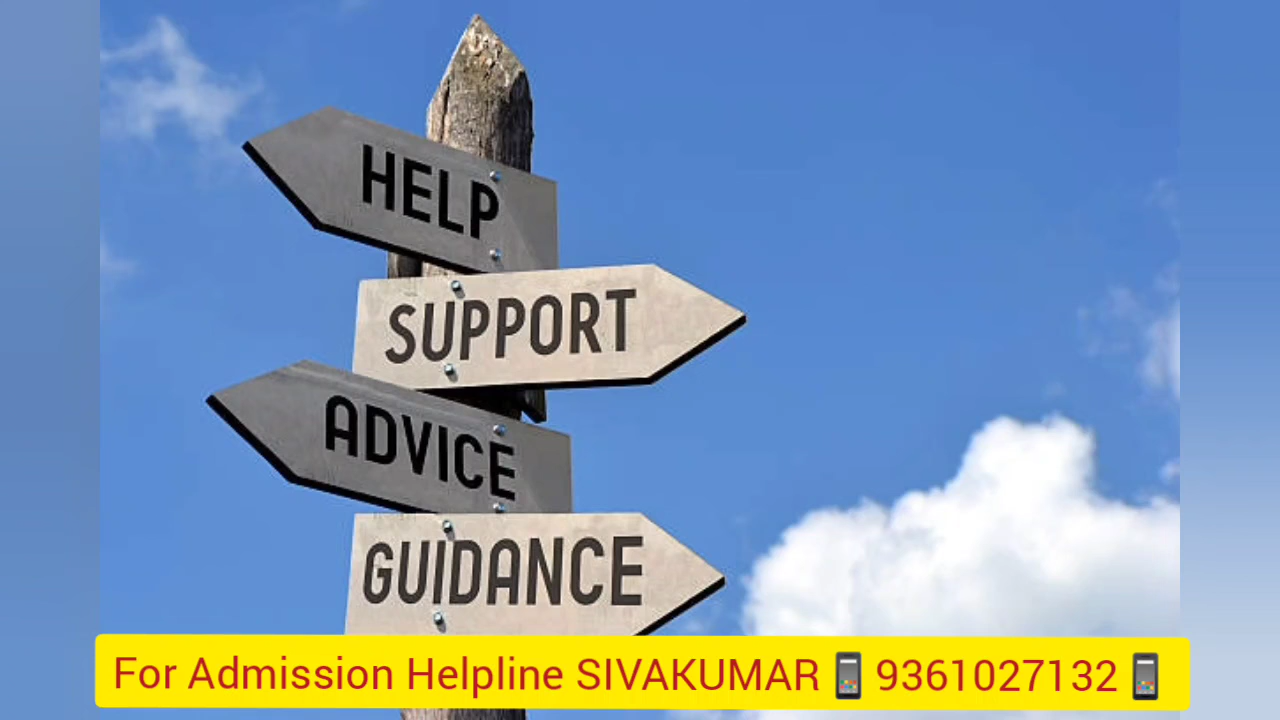 HELP
SUPPORT
ADVICE
GUIDANCE
For Admission Helpline SIVAKUMAR📱9361027132📱